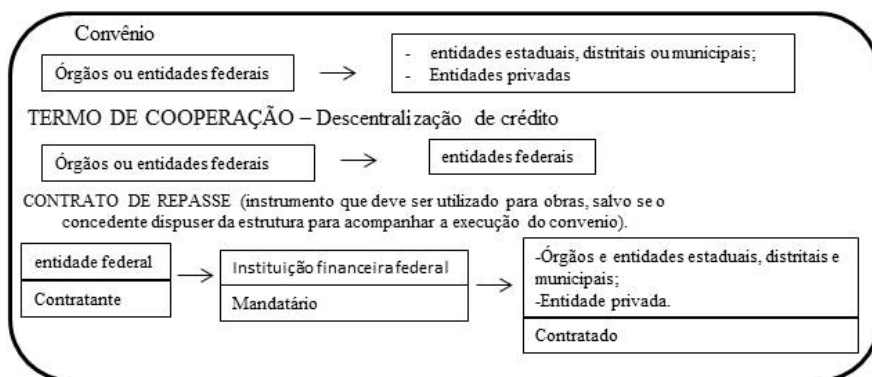 Convênio
Órgãos ou entidades federais
- entidades estaduais, distritais ou municipais;
- Entidades privadas
TERMO DE COOPERAÇÃO – Descentralização de crédito
Órgãos ou entidades federais
entidades federais
CONTRATO DE REPASSE (instrumento que deve ser utilizado para obras, salvo se o
concedente dispuser da estrutura para acompanhar a execução do convenio).
entidade federal
Contratante
Instituição financeira federal
Mandatário
-Órgãos e entidades estaduais, distritais e
municipais;
-Entidade privada.
Contratado